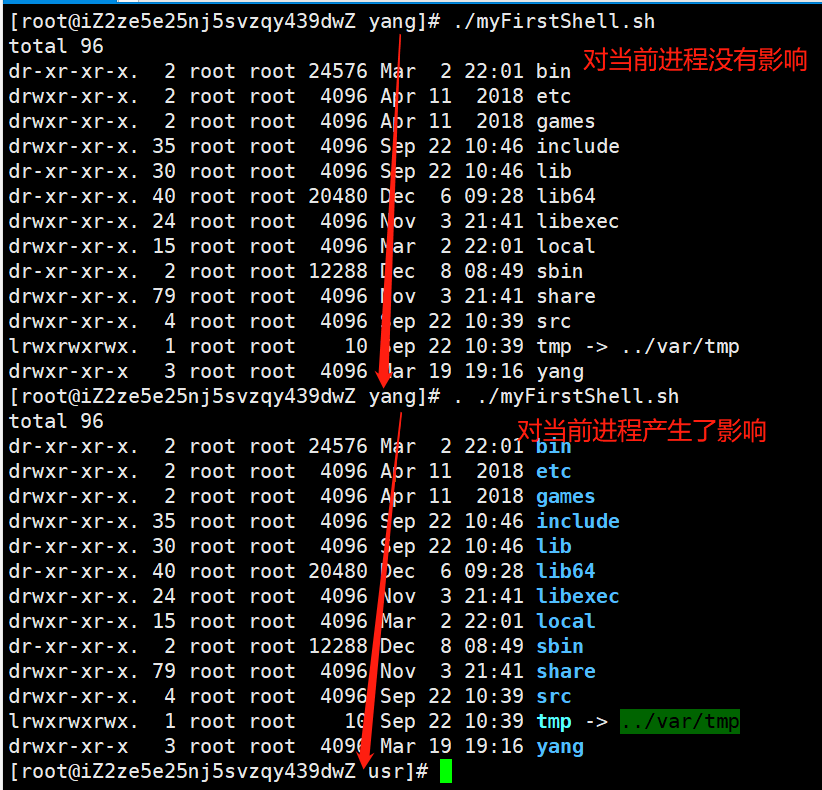 [root@iZ2ze5e25nj5svzqy439dwZ yang]# ./myFirstShell.sh
total 96
对当前进程没有影响
dr-xr-xr-x.  2 root root 24576 Mar  2 22:01 bin
drwxr-xr-x.  2 root root  4096 Apr 11  2018 etc
drwxr-xr-x.  2 root root  4096 Apr 11  2018 games
drwxr-xr-x. 35 root root  4096 Sep 22 10:46 include
dr-xr-xr-x. 30 root root  4096 Sep 22 10:46 lib
dr-xr-xr-x. 40 root root 20480 Dec  6 09:28 lib64
drwxr-xr-x. 24 root root  4096 Nov  3 21:41 libexec
drwxr-xr-x. 15 root root  4096 Mar  2 22:01 local
dr-xr-xr-x.  2 root root 12288 Dec  8 08:49 sbin
drwxr-xr-x. 79 root root  4096 Nov  3 21:41 share
drwxr-xr-x.  4 root root  4096 Sep 22 10:39 src
lrwxrwxrwx.  1 root root    10 Sep 22 10:39 tmp -> ../var/tmp
drwxr-xr-x   3 root root  4096 Mar 19 19:16 yang
[root@iZ2ze5e25nj5svzqy439dwZ yang]# . ./myFirstShell.sh
total 96
对当前进程产生了影响
dr-xr-xr-x.  2 root root 24576 Mar  2 22:01 bin
drwxr-xr-x.  2 root root  4096 Apr 11  2018 etc
drwxr-xr-x.  2 root root  4096 Apr 11  2018 games
drwxr-xr-x. 35 root root  4096 Sep 22 10:46 include
dr-xr-xr-x. 30 root root  4096 Sep 22 10:46 lib
dr-xr-xr-x. 40 root root 20480 Dec  6 09:28 lib64
drwxr-xr-x. 24 root root  4096 Nov  3 21:41 libexec
drwxr-xr-x. 15 root root  4096 Mar  2 22:01 local
dr-xr-xr-x.  2 root root 12288 Dec  8 08:49 sbin
drwxr-xr-x. 79 root root  4096 Nov  3 21:41 share
drwxr-xr-x.  4 root root  4096 Sep 22 10:39 src
lrwxrwxrwx.  1 root root    10 Sep 22 10:39 tmp -> ../var/tmp
drwxr-xr-x   3 root root  4096 Mar 19 19:16 yang
[root@iZ2ze5e25nj5svzqy439dwZ usr]#